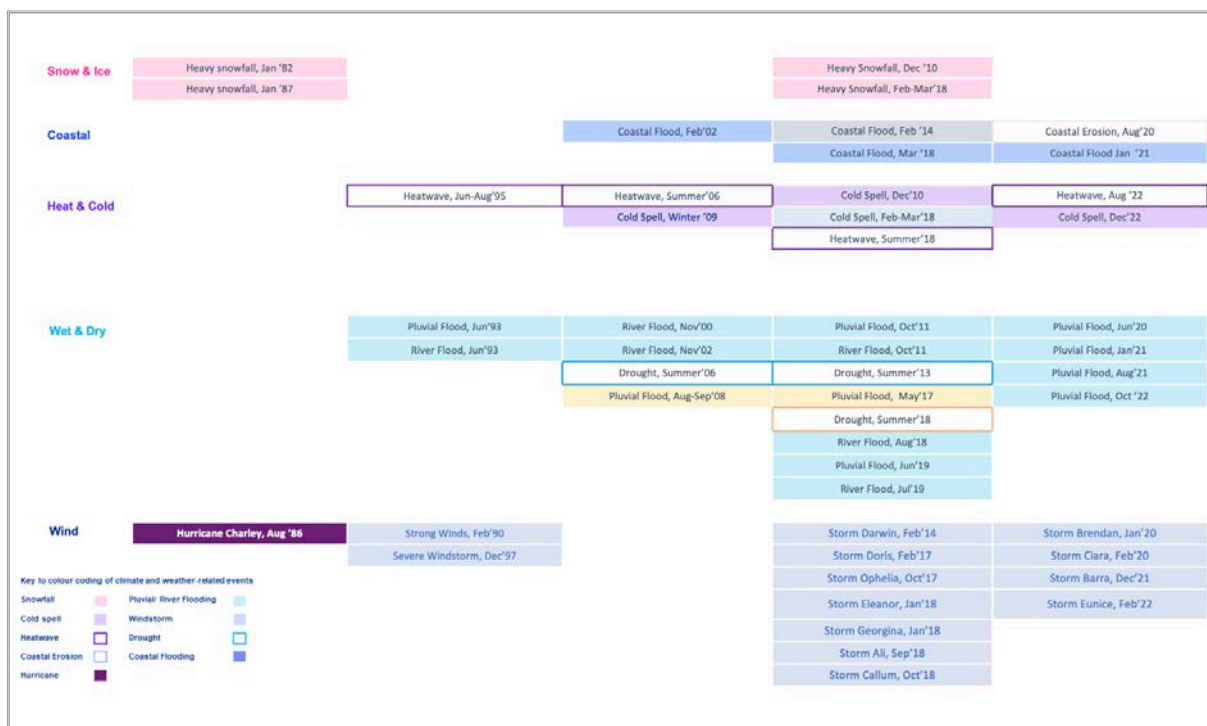 Snow & Ice
Heavy snowfall, Jan '82
Heavy Snowfall, Dec '10
Heavy snowfall, Jan '87
Heavy Snowfall, Feb-Mar'18
Coastal
Coastal Flood, Feb'02
Coastal Flood, Feb '14
Coastal Erosion, Aug'20
Coastal Flood, Mar '18
Coastal Flood Jan '21
Heat & Cold
Heatwave, Jun-Aug'95
Heatwave, Summer'06
Cold Spell, Dec'10
Heatwave, Aug '22
Cold Spell, Winter '09
Cold Spell, Feb-Mar'18
Cold Spell, Dec'22
Heatwave, Summer'18
Wet & Dry
Pluvial Flood, Jun'93
River Flood, Nov'00
Pluvial Flood, Oct'11
Pluvial Flood, Jun'20
River Flood, Jun'93
River Flood, Nov'02
River Flood, Oct'11
Pluvial Flood, Jan'21
Drought, Summer'06
Drought, Summer'13
Pluvial Flood, Aug'21
Pluvial Flood, Aug-Sep'08
Pluvial Flood, May'17
Pluvial Flood, Oct '22
Drought, Summer'18
River Flood, Aug'18
Pluvial Flood, Jun'19
River Flood, Jul'19
Wind
Hurricane Charley, Aug '86
Strong Winds, Feb'90
Storm Darwin, Feb'14
Storm Brendan, Jan'20
Severe Windstorm, Dec'97
Storm Doris, Feb'17
Storm Ciara, Feb'20
Storm Ophelia, Oct'17
Storm Barra, Dec'21
Storm Eleanor, Jan'18
Storm Eunice, Feb'22
Storm Georgina, Jan'18
Storm Ali, Sep'18
Storm Callum, Oct'18
Key to colour coding of climate and weather-related events
Snowfall
Pluvial/ River Flooding
Cold spell
Windstorm
Heatwave
Drought
Coastal Erosion
Coastal Flooding
Hurricane